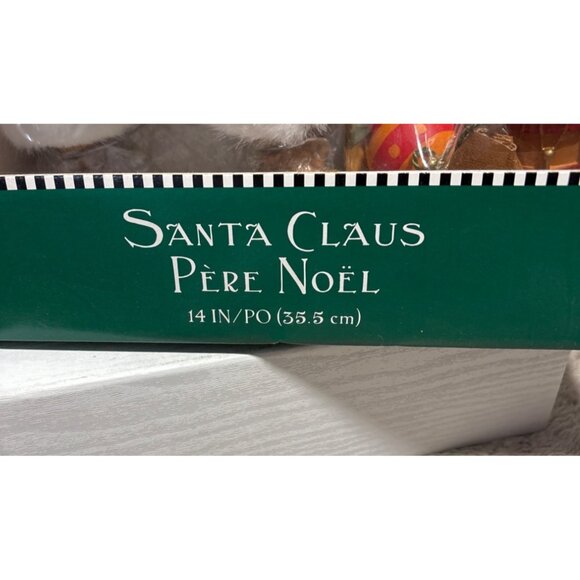 Santa Claus
Père Noël
14 IN/PO (35.5 cm)